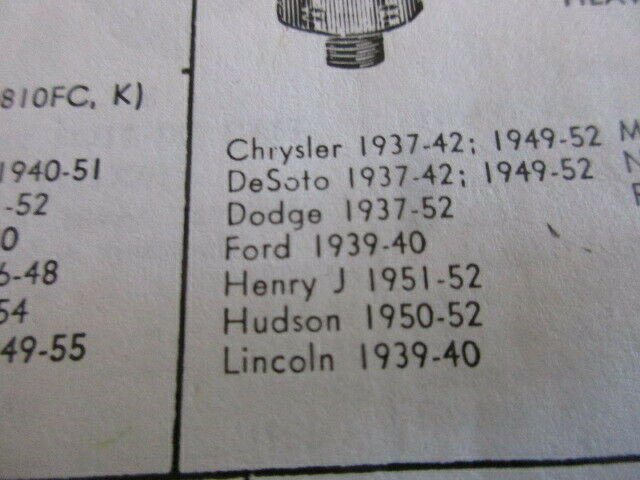 810FC, K)
1940-51
-52
0
-48
54
49-55
Chrysler 1937-42; 1949-52
DeSoto 1937-42; 1949-52
Dodge 1937-52
Ford 1939-40
Henry J 1951-52
Hudson 1950-52
Lincoln 1939-40
HEAV
M